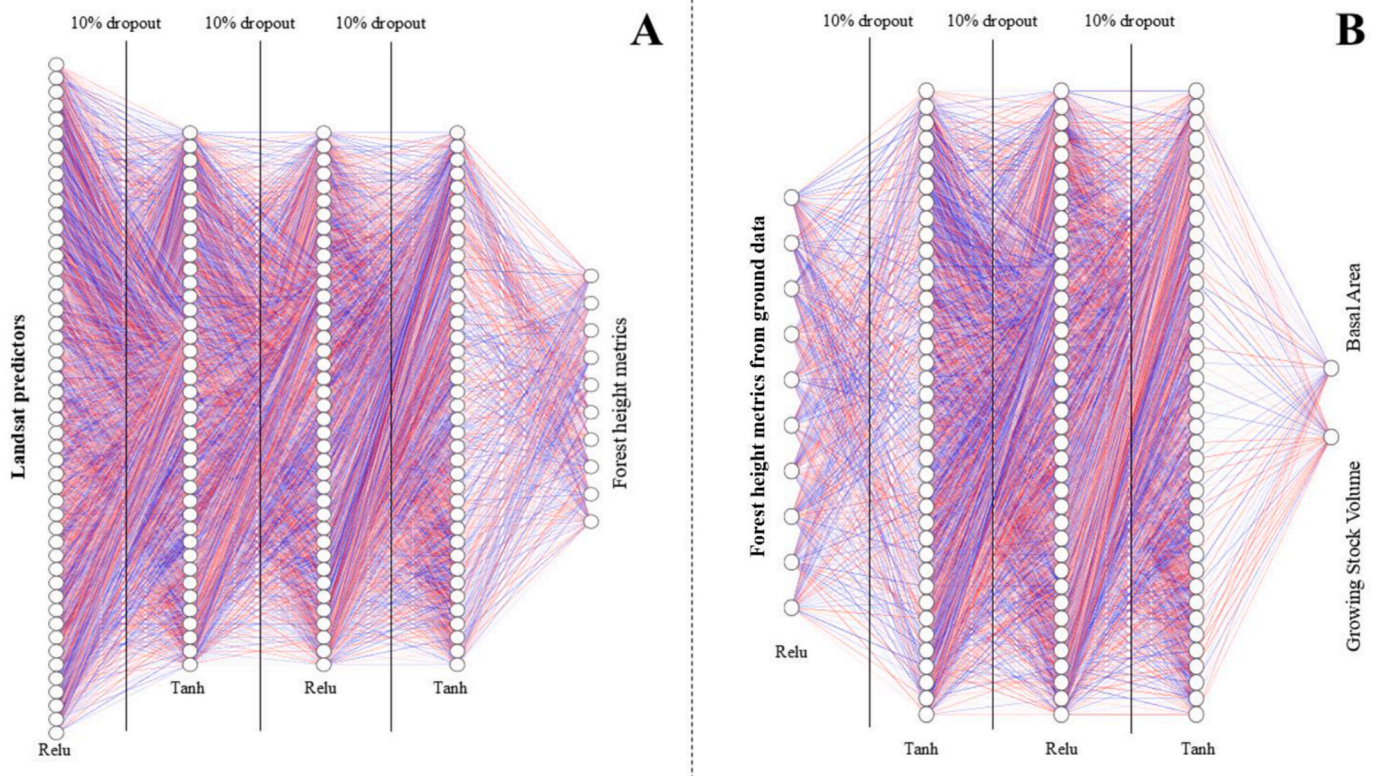 10% dropout
10% dropout
10% dropout
A
Landsat predictors
Forest height metrics
Relu
Tanh
Relu
Tanh
10% dropout
10% dropout
10% dropout
B
Forest height metrics from ground data
Basal Area
Growing Stock Volume
Relu
Tanh
Relu
Tanh